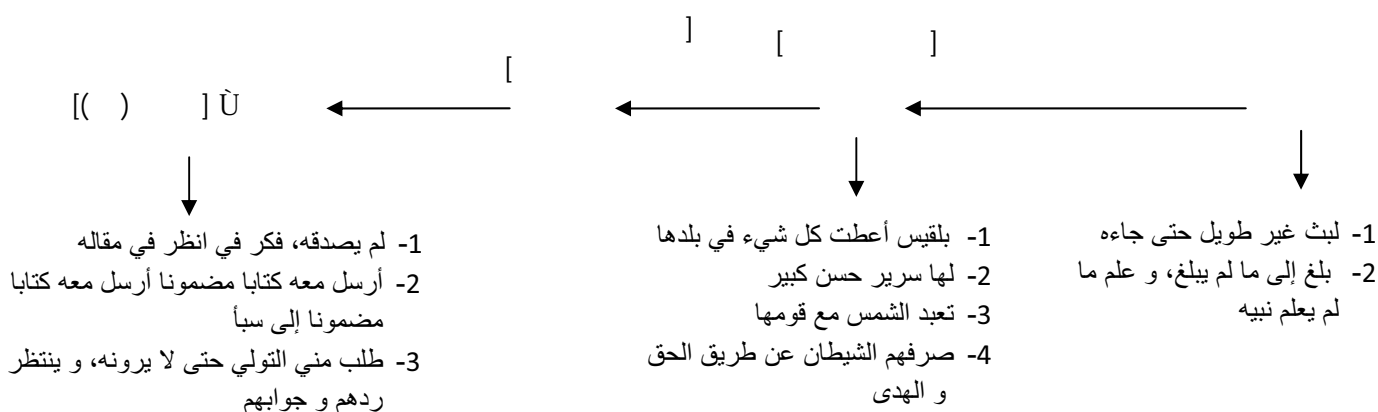 ] [ ]
[
[( ) ] Ù
1- لبث غير طويل حتى جاءه
2- بلغ إلى ما لم يبلغ، و علم ما
لم يعلم نبيه
1- بلقيس أعطت كل شيء في بلدها
2- لها سرير حسن كبير
3- تعبد الشمس مع قومها
4- صرفهم الشيطان عن طريق الحق
و الهدى
1- لم يصدقه، فكر في انظر في مقاله
2- أرسل معه كتابا مضمونا أرسل معه كتابا
مضمونا إلى سبأ
3- طلب مني التولي حتى لا يرونه، و ينتظر
ردهم و جوابهم